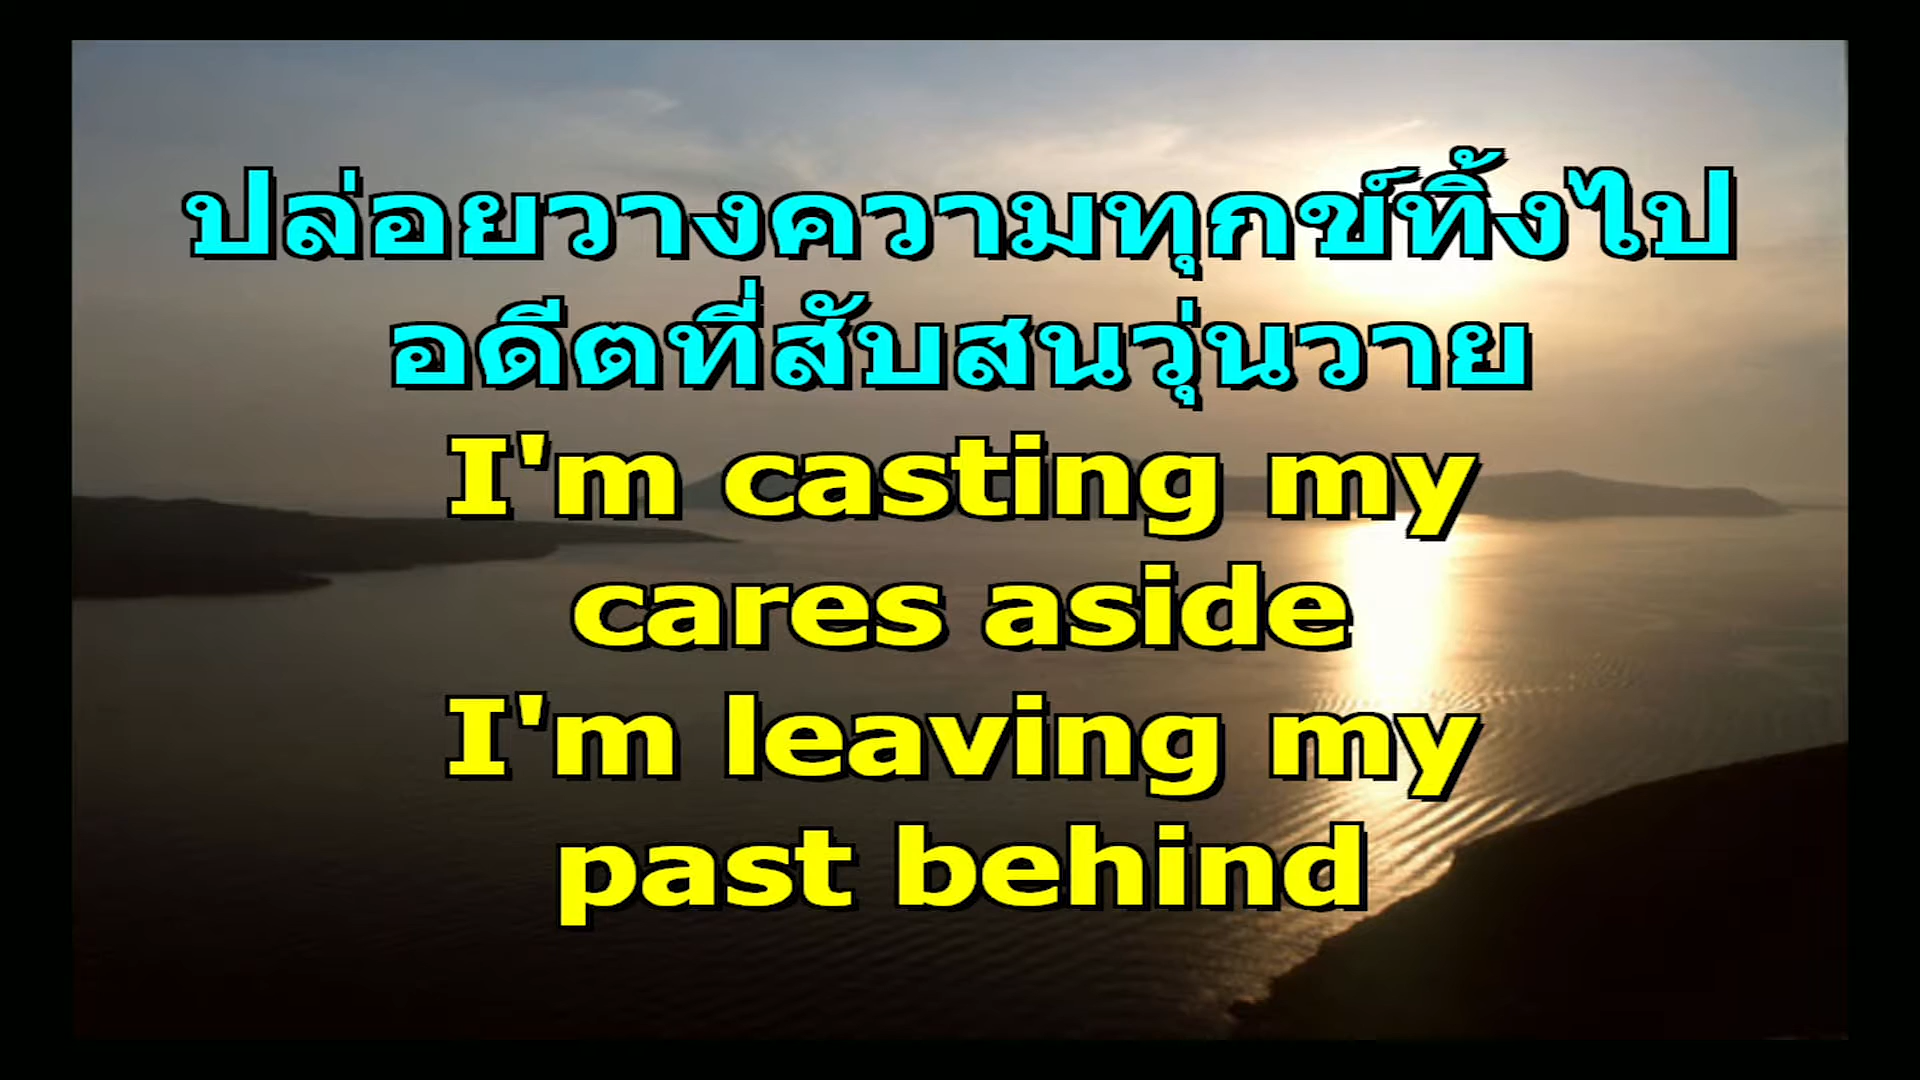 ปล่อยวางความทุกข์ทิ้งไป
อดีตที่สับสนวุ่นวาย
I'm casting my
cares aside
I'm leaving my
past behind